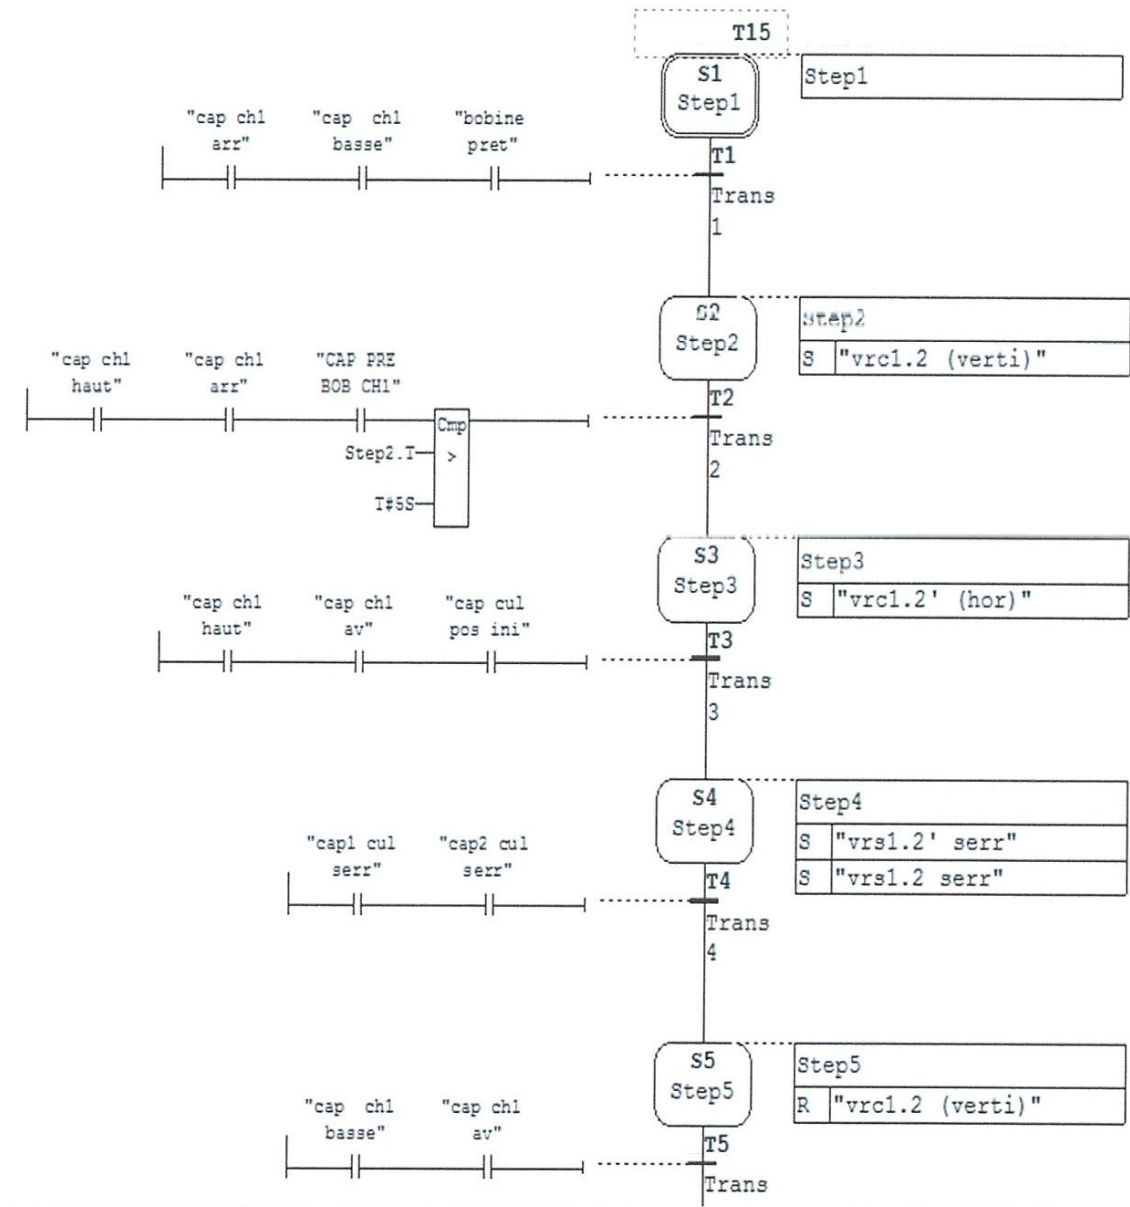 T15
S1
Step1
Step1
"cap ch1
arr"
"cap ch1
basse"
"bobine
pret"
T1
Trans
1
S2
Step2
Step2
S "vrc1.2 (verti)"
"cap ch1
haut"
"cap ch1
arr"
"CAP PRE
BOB CH1"
Cmp
Step2.T
>
T#5S
T2
Trans
2
S3
Step3
Step3
S "vrc1.2' (hor)"
"cap ch1
haut"
"cap ch1
av"
"cap cul
pos ini"
T3
Trans
3
S4
Step4
Step4
S "vrs1.2' serr"
S "vrs1.2 serr"
"cap1 cul
serr"
"cap2 cul
serr"
T4
Trans
4
S5
Step5
Step5
R "vrc1.2 (verti)"
"cap ch1
basse"
"cap ch1
av"
T5
Trans